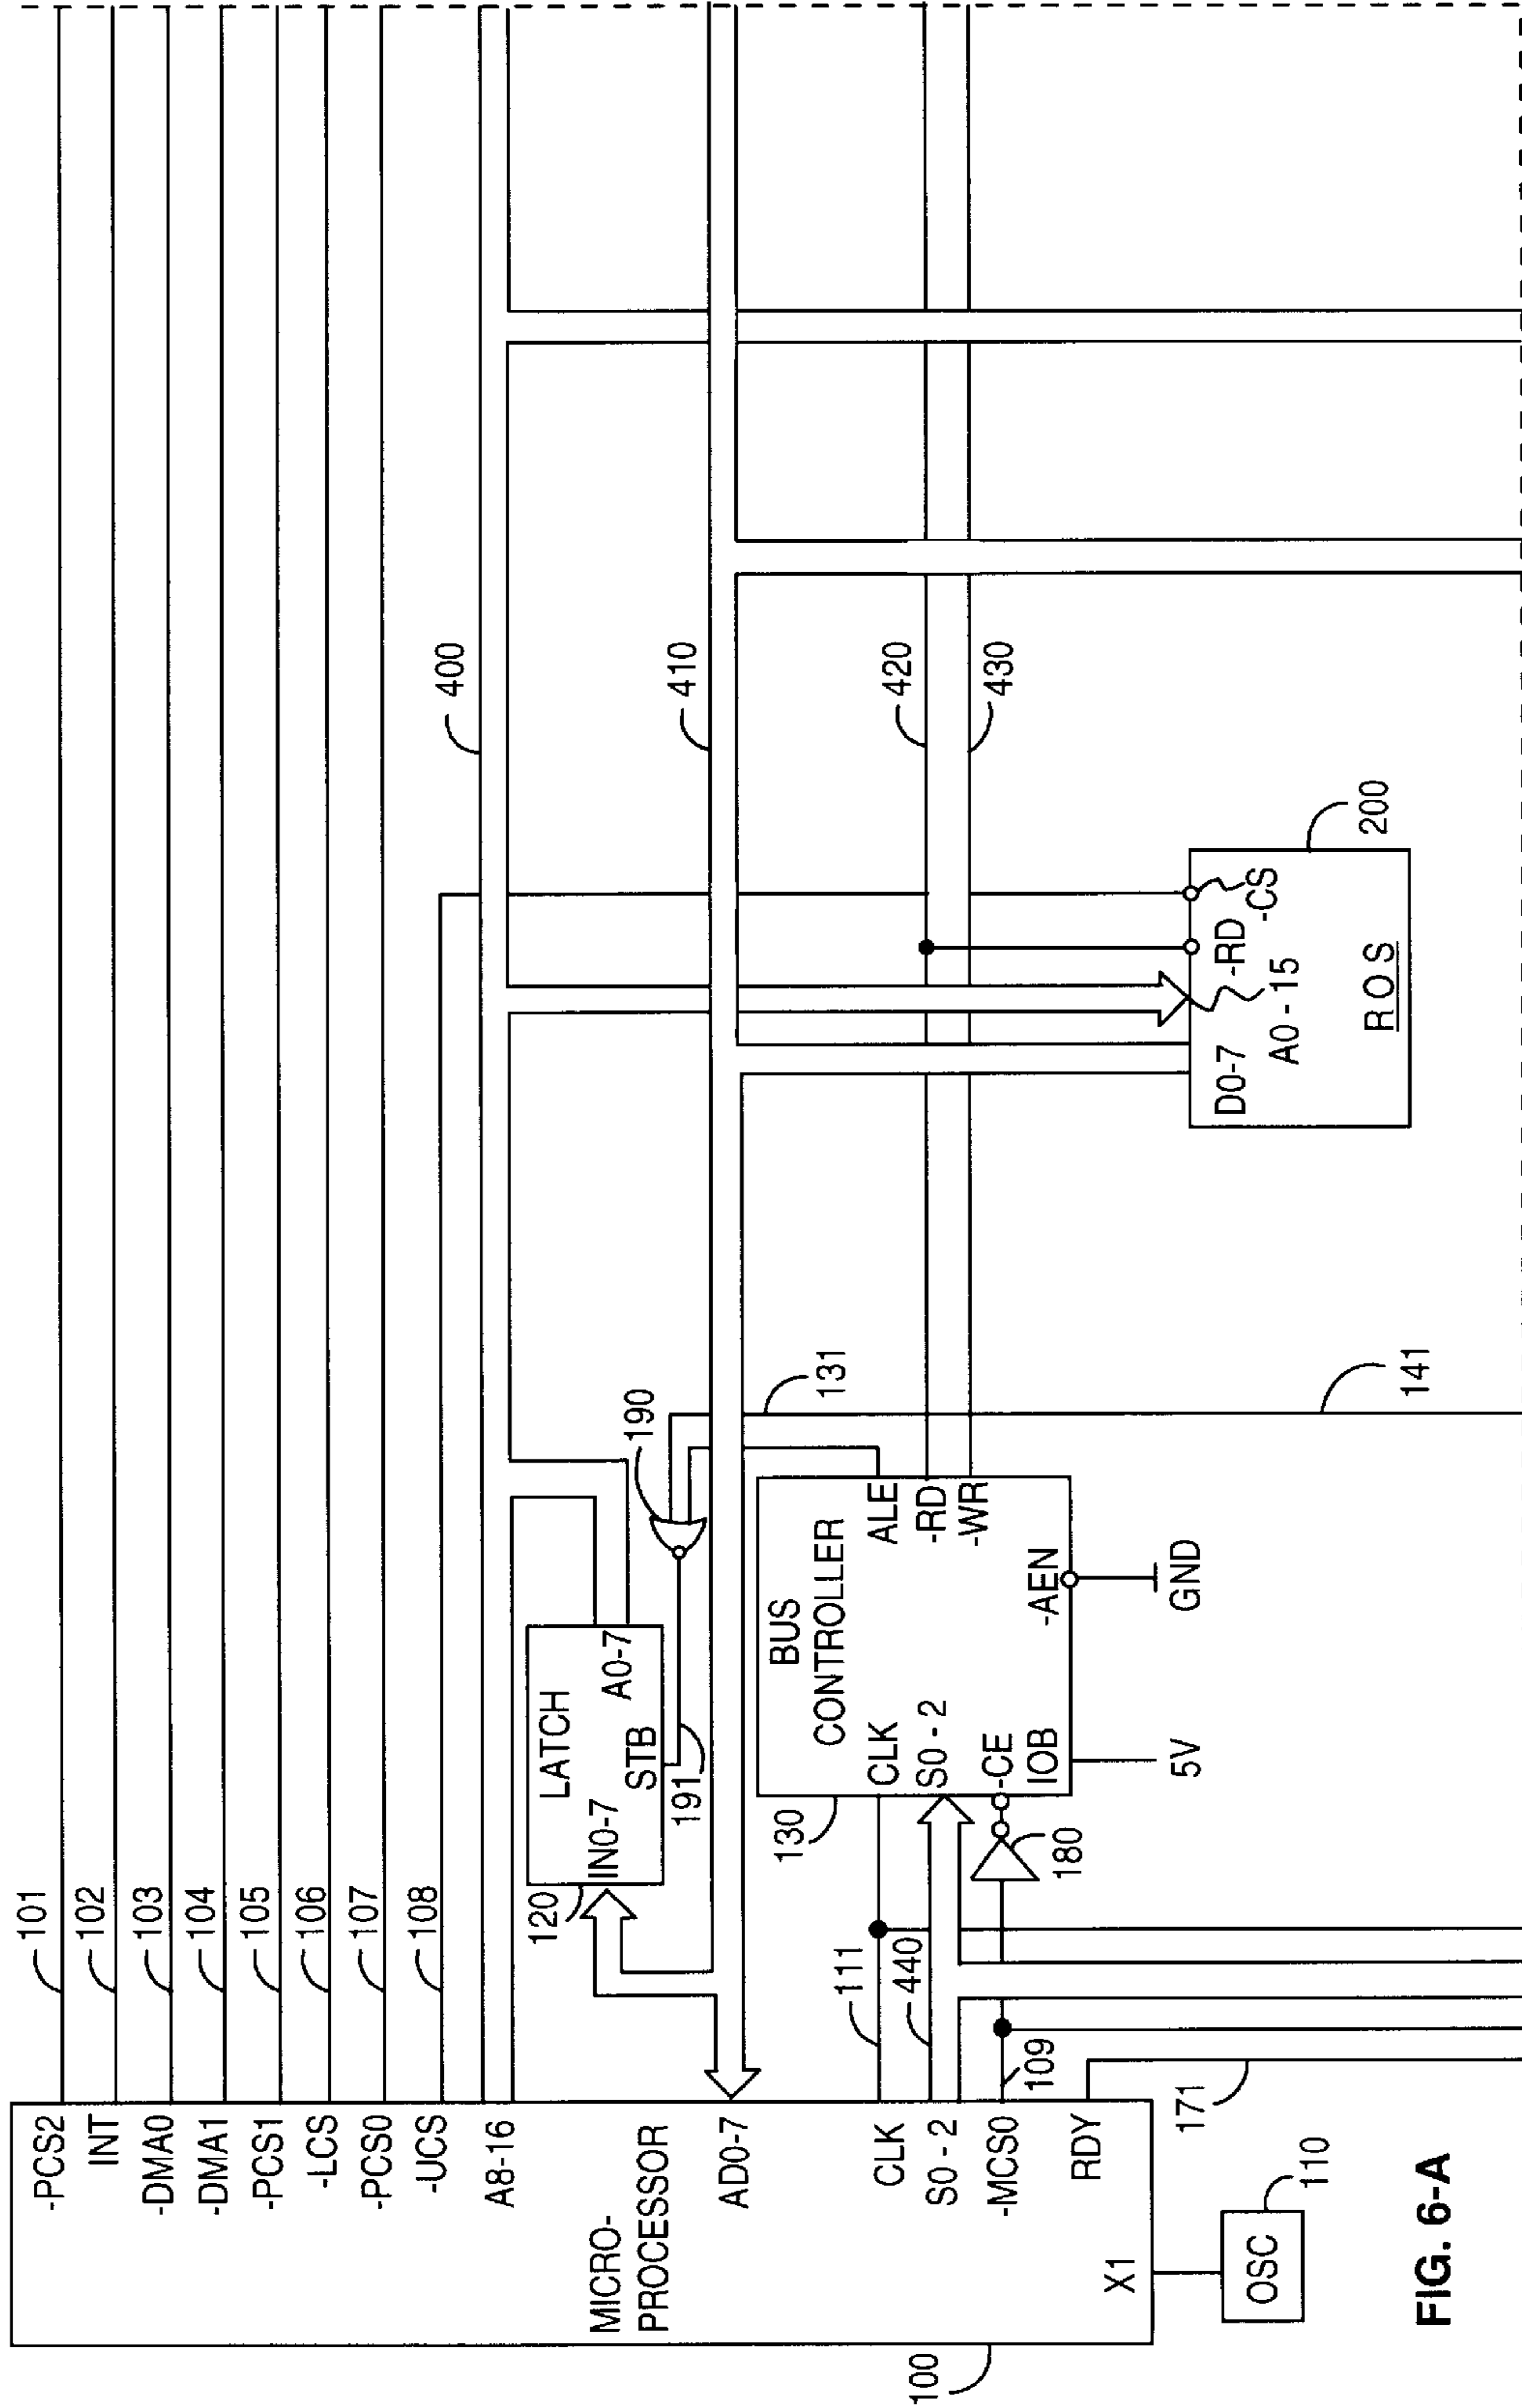 -PCS2
INT
-DMA0
-DMA1
-PCS1
-LCS
-PCS0
-UCS
A8-16
MICRO-
PROCESSOR
AD0-7
CLK
S0-2
-MCS0
RDY
X1
100
OSC
110
101
102
103
104
105
106
107
108
111
440
109
171
120
LATCH
IN0-7
A0-7
STB
191
190
130
BUS
CONTROLLER
CLK
S0-2
-CE
IOB
ALE
-RD
-WR
-AEN
180
5V
GND
131
141
400
410
420
430
D0-7
A0-15
-RD
-CS
ROS
200
FIG. 6-A